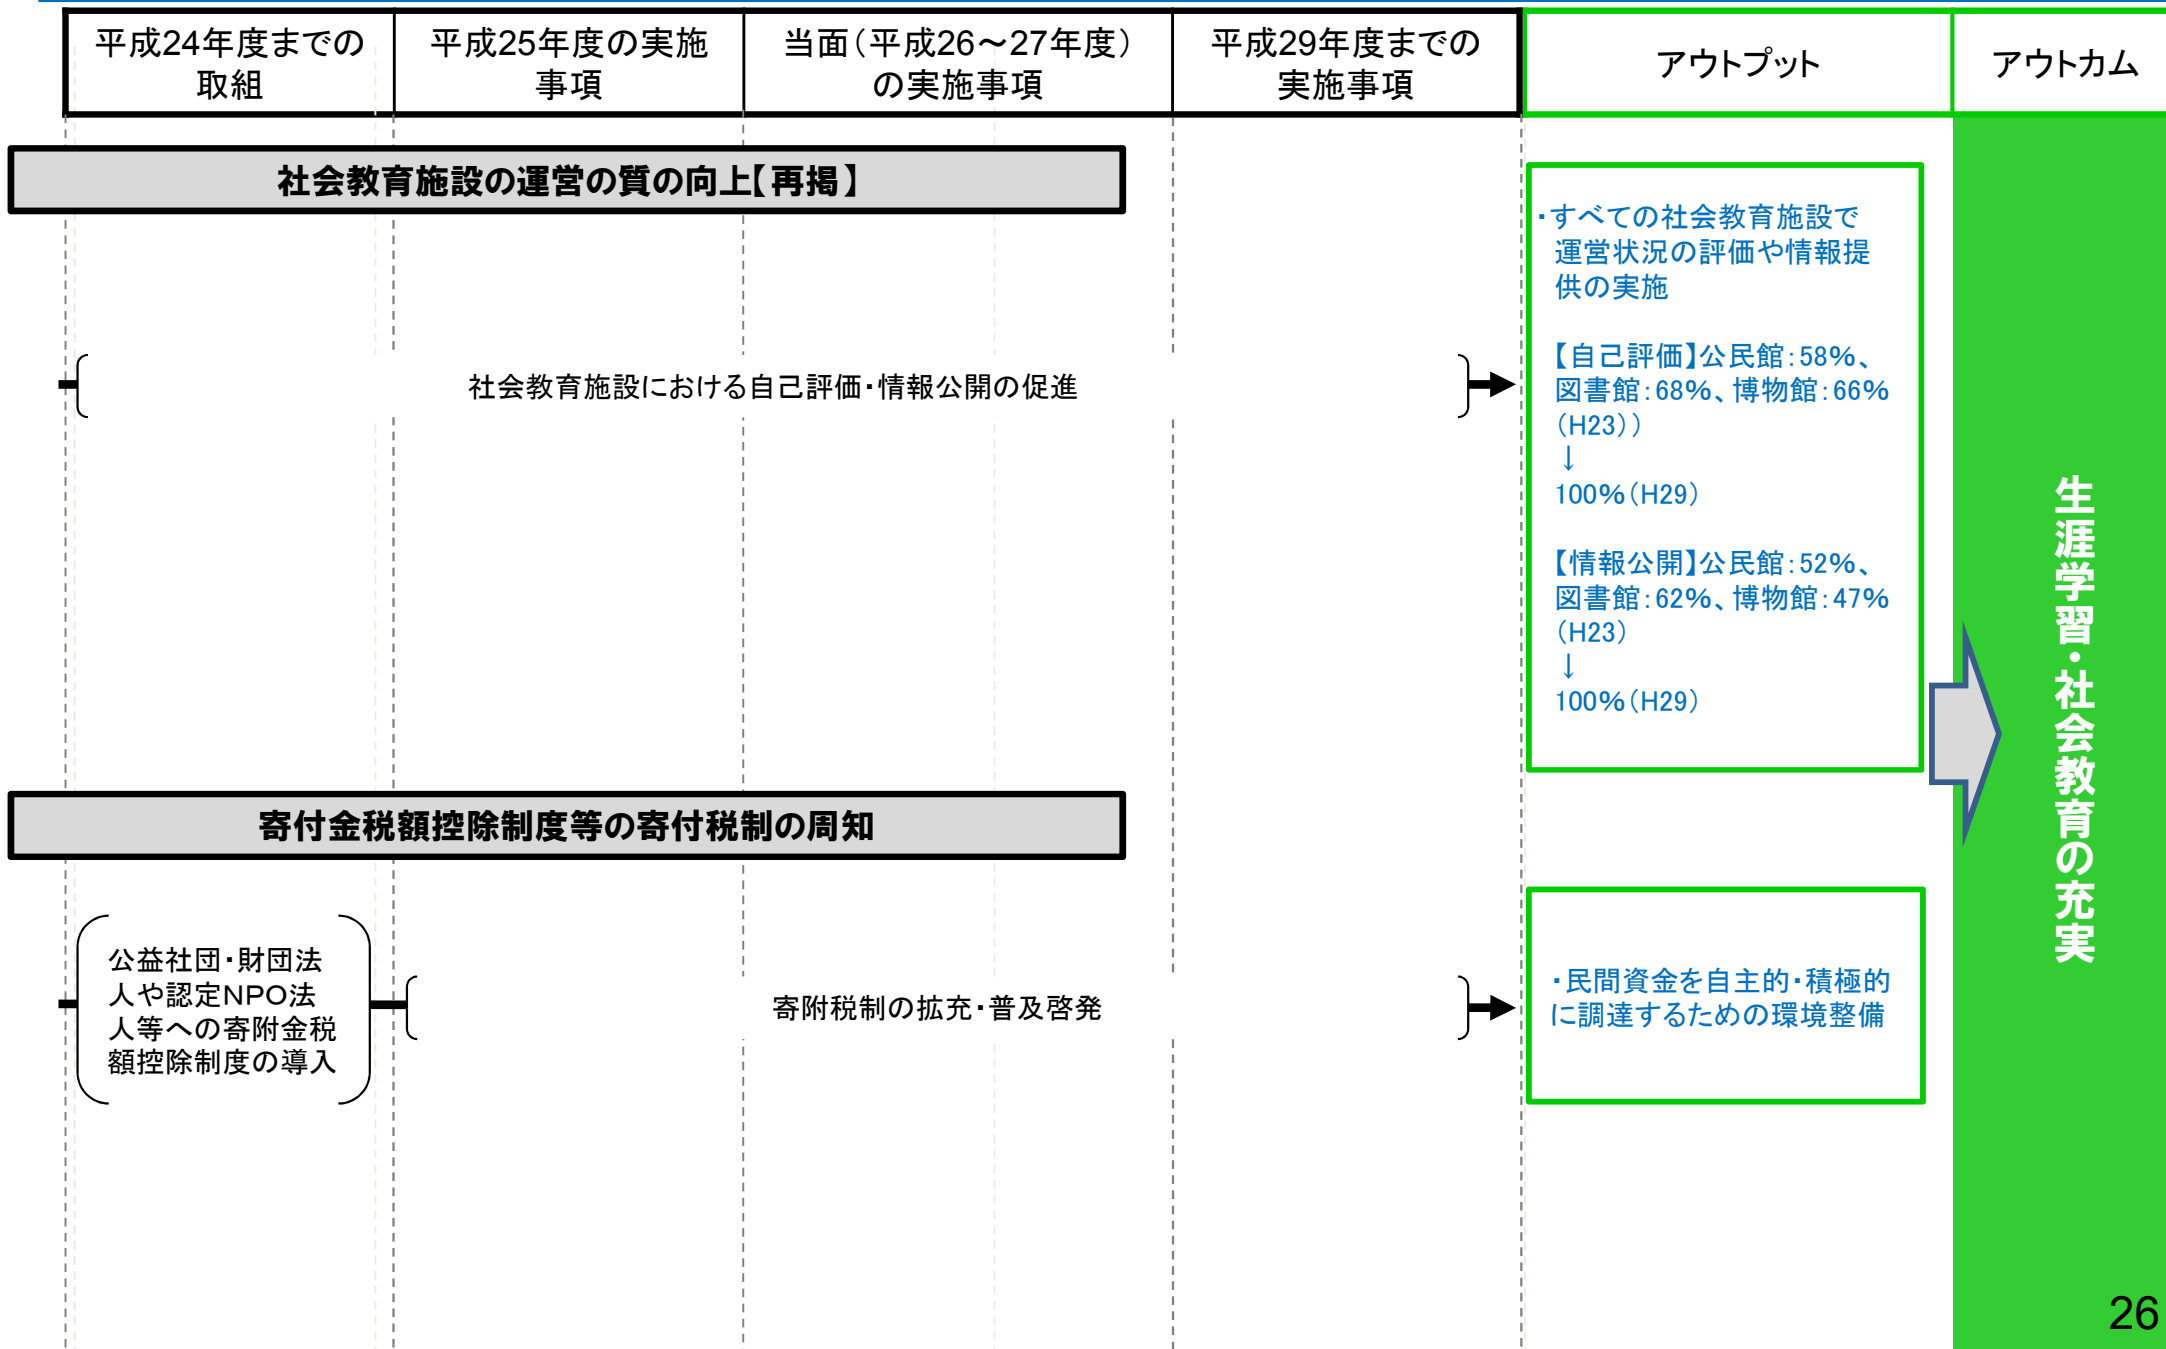 平成24年度までの
取組
平成25年度の実施
事項
当面(平成26～27年度)
の実施事項
平成29年度までの
実施事項
アウトプット
アウトカム
社会教育施設の運営の質の向上【再掲】
社会教育施設における自己評価・情報公開の促進
・すべての社会教育施設で
運営状況の評価や情報提
供の実施
【自己評価】公民館：58％、
図書館：68％、博物館：66％
（H23））
↓
100％（H29）
【情報公開】公民館：52％、
図書館：62％、博物館：47％
（H23）
↓
100％（H29）
寄付金税額控除制度等の寄付税制の周知
公益社団・財団法
人や認定NPO法
人等への寄附金税
額控除制度の導入
寄附税制の拡充・普及啓発
・民間資金を自主的・積極的
に調達するための環境整備
生涯学習・社会教育の充実
26